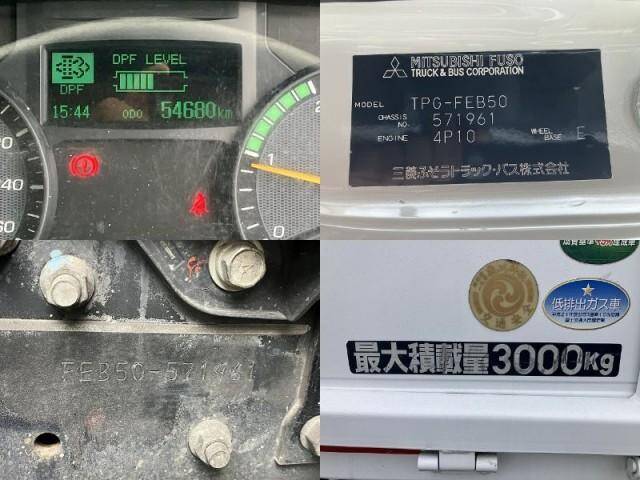 DPF LEVEL
DPF
15:44
ODO 54680km
1
MITSUBISHI FUSO
TRUCK & BUS CORPORATION
MODEL TPG-FEB50
CHASSIS NO. 571961
ENGINE 4P10 WHEEL BASE E
三菱ふそうトラック・バス株式会社
FEB50-571961
低排出ガス車
最大積載量3000Kg